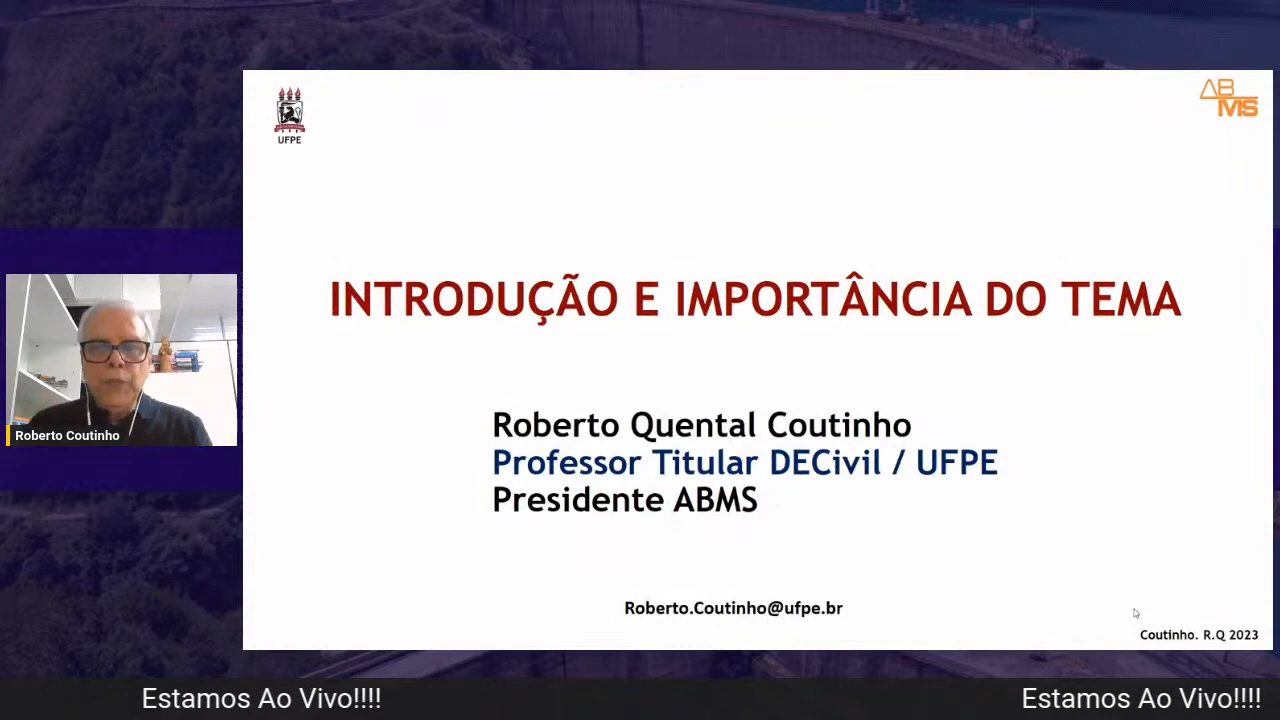 UFPE
AB
MS
INTRODUÇÃO E IMPORTÂNCIA DO TEMA
Roberto Coutinho
Roberto Quental Coutinho
Professor Titular DECivil / UFPE
Presidente ABMS
Roberto.Coutinho@ufpe.br
Coutinho. R.Q 2023
Estamos Ao Vivo!!!! Estamos Ao Vivo!!!!